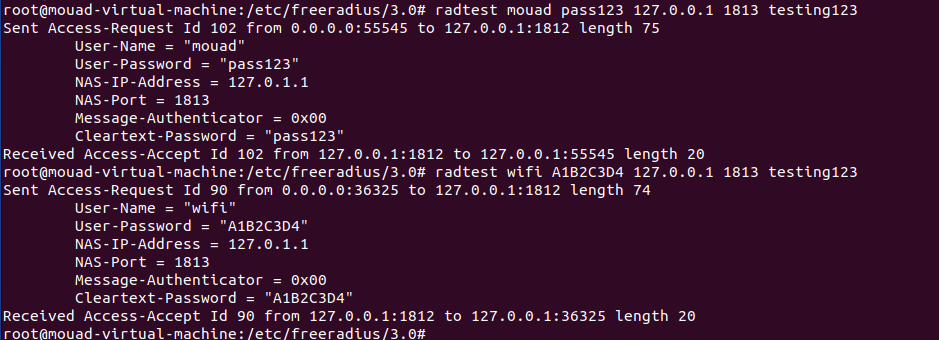 root@mouad-virtual-machine:/etc/freeradius/3.0# radtest mouad pass123 127.0.0.1 1813 testing123
Sent Access-Request Id 102 from 0.0.0.0:55545 to 127.0.0.1:1812 length 75
User-Name = "mouad"
User-Password = "pass123"
NAS-IP-Address = 127.0.1.1
NAS-Port = 1813
Message-Authenticator = 0x00
Cleartext-Password = "pass123"
Received Access-Accept Id 102 from 127.0.0.1:1812 to 127.0.0.1:55545 length 20
root@mouad-virtual-machine:/etc/freeradius/3.0# radtest wifi A1B2C3D4 127.0.0.1 1813 testing123
Sent Access-Request Id 90 from 0.0.0.0:36325 to 127.0.0.1:1812 length 74
User-Name = "wifi"
User-Password = "A1B2C3D4"
NAS-IP-Address = 127.0.1.1
NAS-Port = 1813
Message-Authenticator = 0x00
Cleartext-Password = "A1B2C3D4"
Received Access-Accept Id 90 from 127.0.0.1:1812 to 127.0.0.1:36325 length 20
root@mouad-virtual-machine:/etc/freeradius/3.0#